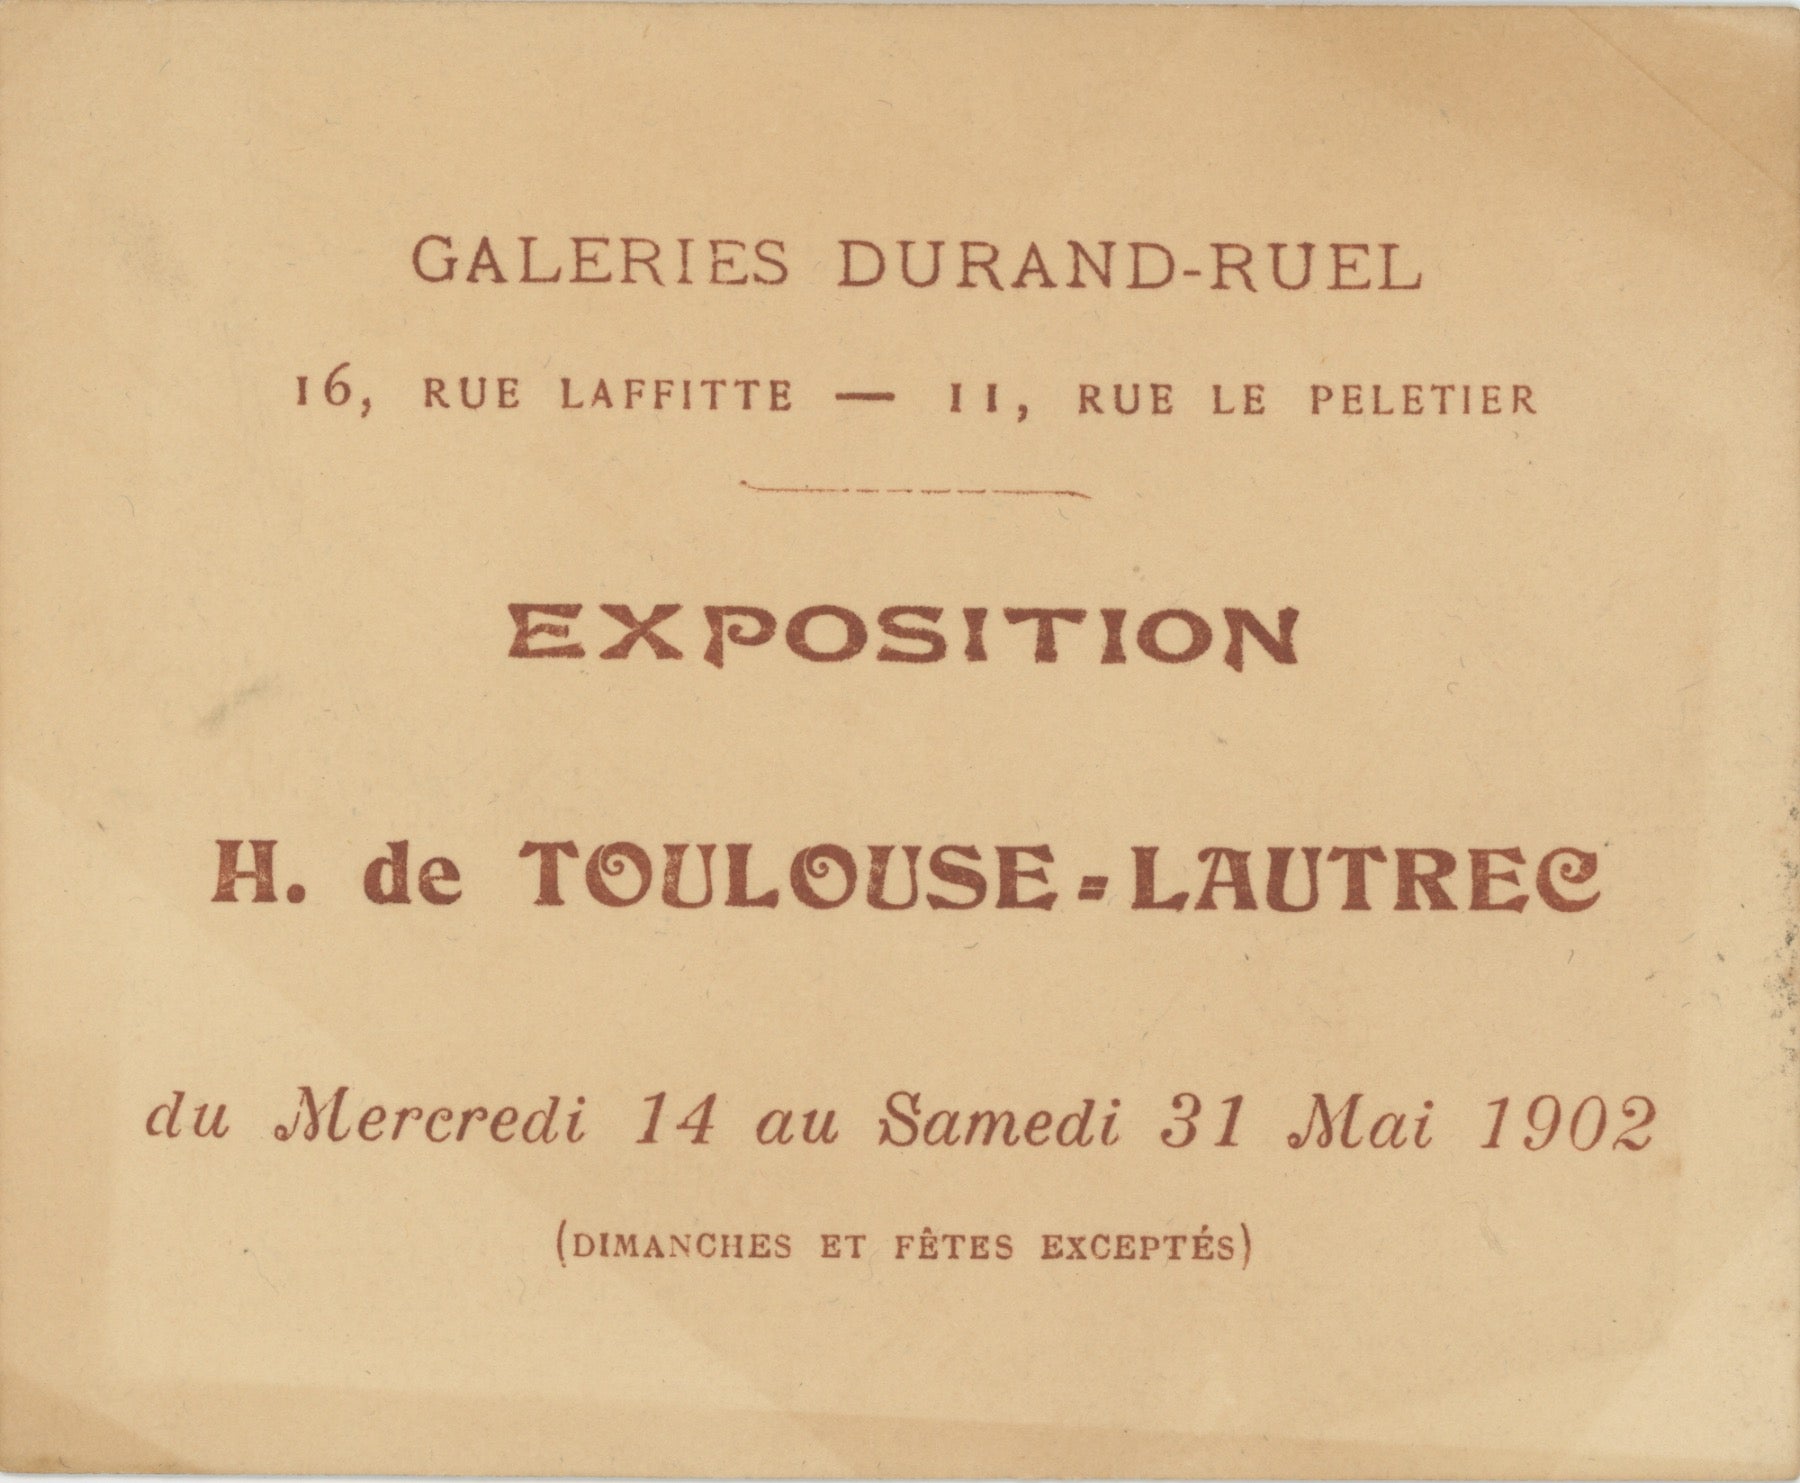 GALERIES DURAND-RUEL
16, RUE LAFFITTE — 11, RUE LE PELETIER
EXPOSITION
H. de TOULOUSE-LAUTREC
du Mercredi 14 au Samedi 31 Mai 1902
(DIMANCHES ET FÊTES EXCEPTÉS)